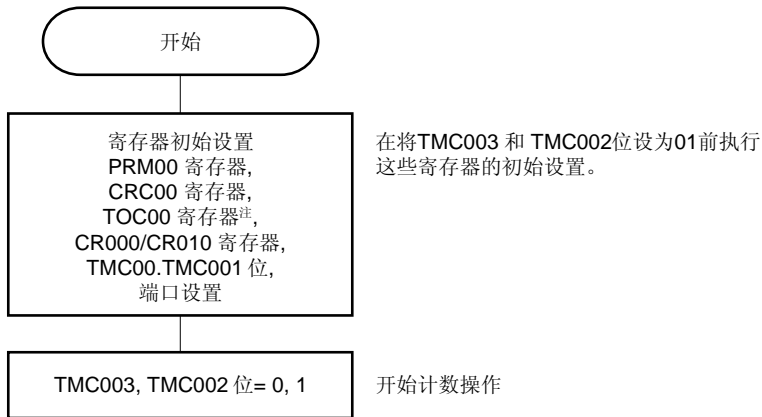 开始
寄存器初始设置
PRM00 寄存器,
CRC00 寄存器,
TOC00 寄存器注,
CR000/CR010 寄存器,
TMC00.TMC001 位,
端口设置
在将TMC003 和 TMC002位设为01前执行
这些寄存器的初始设置。
TMC003, TMC002 位= 0, 1
开始计数操作